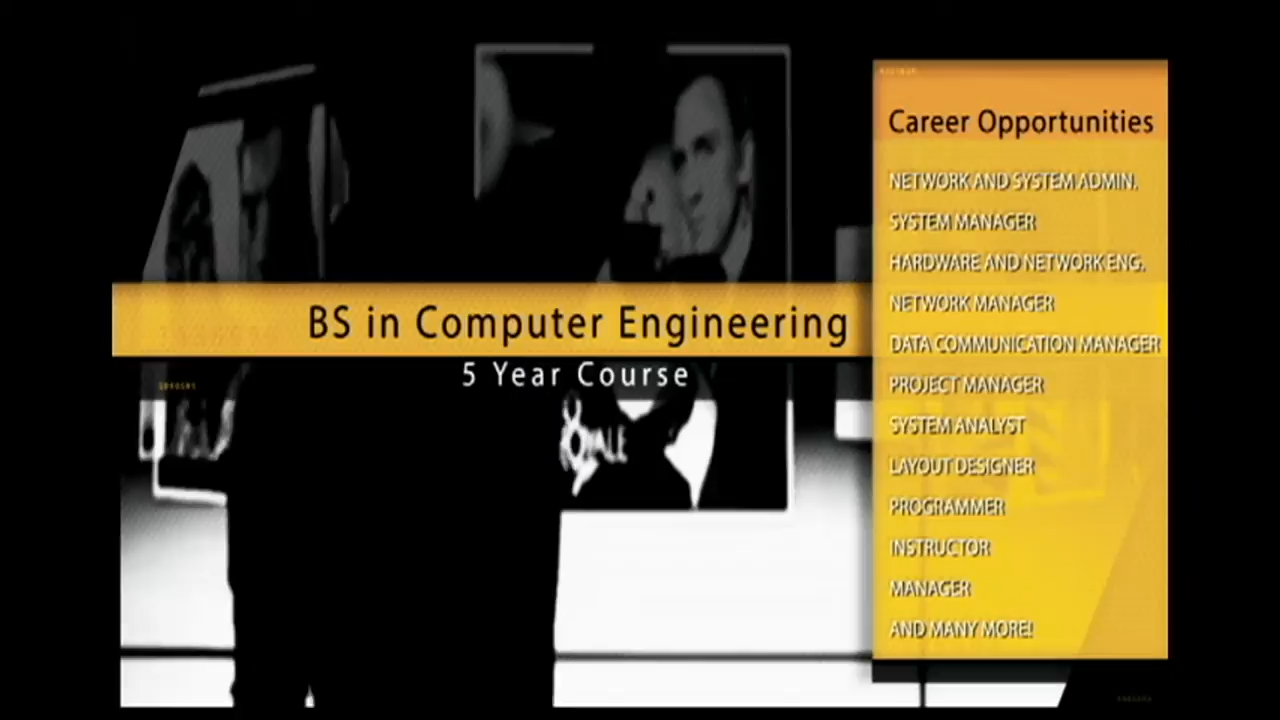 Career Opportunities
NETWORK AND SYSTEM ADMIN.
SYSTEM MANAGER
HARDWARE AND NETWORK ENG.
NETWORK MANAGER
DATA COMMUNICATION MANAGER
PROJECT MANAGER
SYSTEM ANALYST
LAYOUT DESIGNER
PROGRAMMER
INSTRUCTOR
MANAGER
AND MANY MORE!
BS in Computer Engineering
5 Year Course